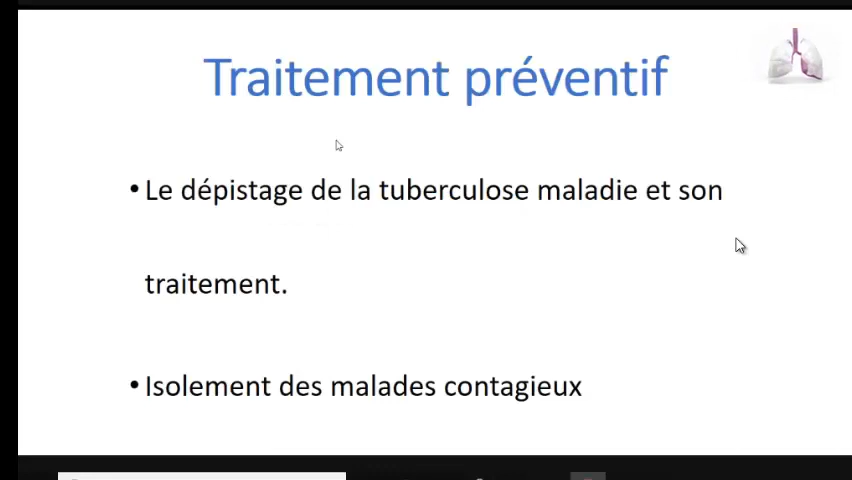 Traitement préventif
• Le dépistage de la tuberculose maladie et son
traitement.
• Isolement des malades contagieux